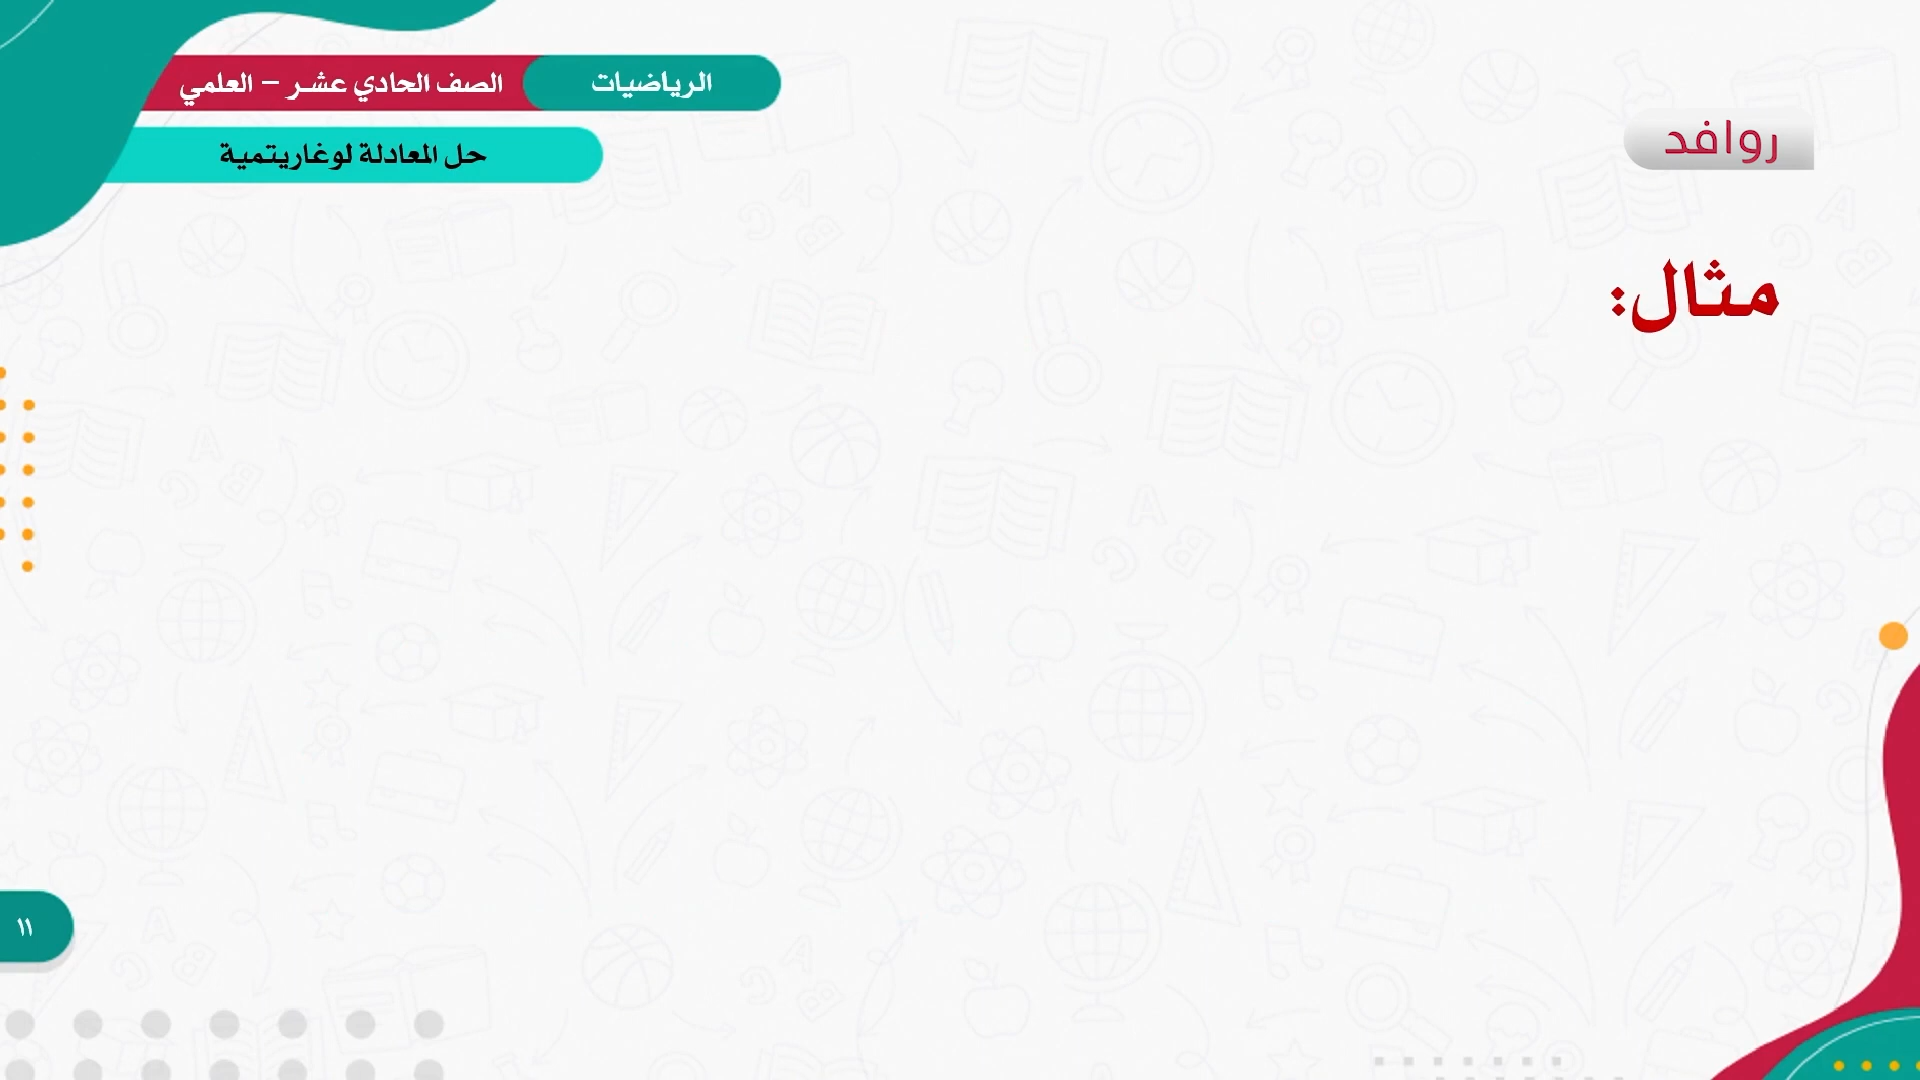 الرياضيات
الصف الحادي عشر – العلمي
حل المعادلة لوغاريتمية
روافد
مثال:
١١